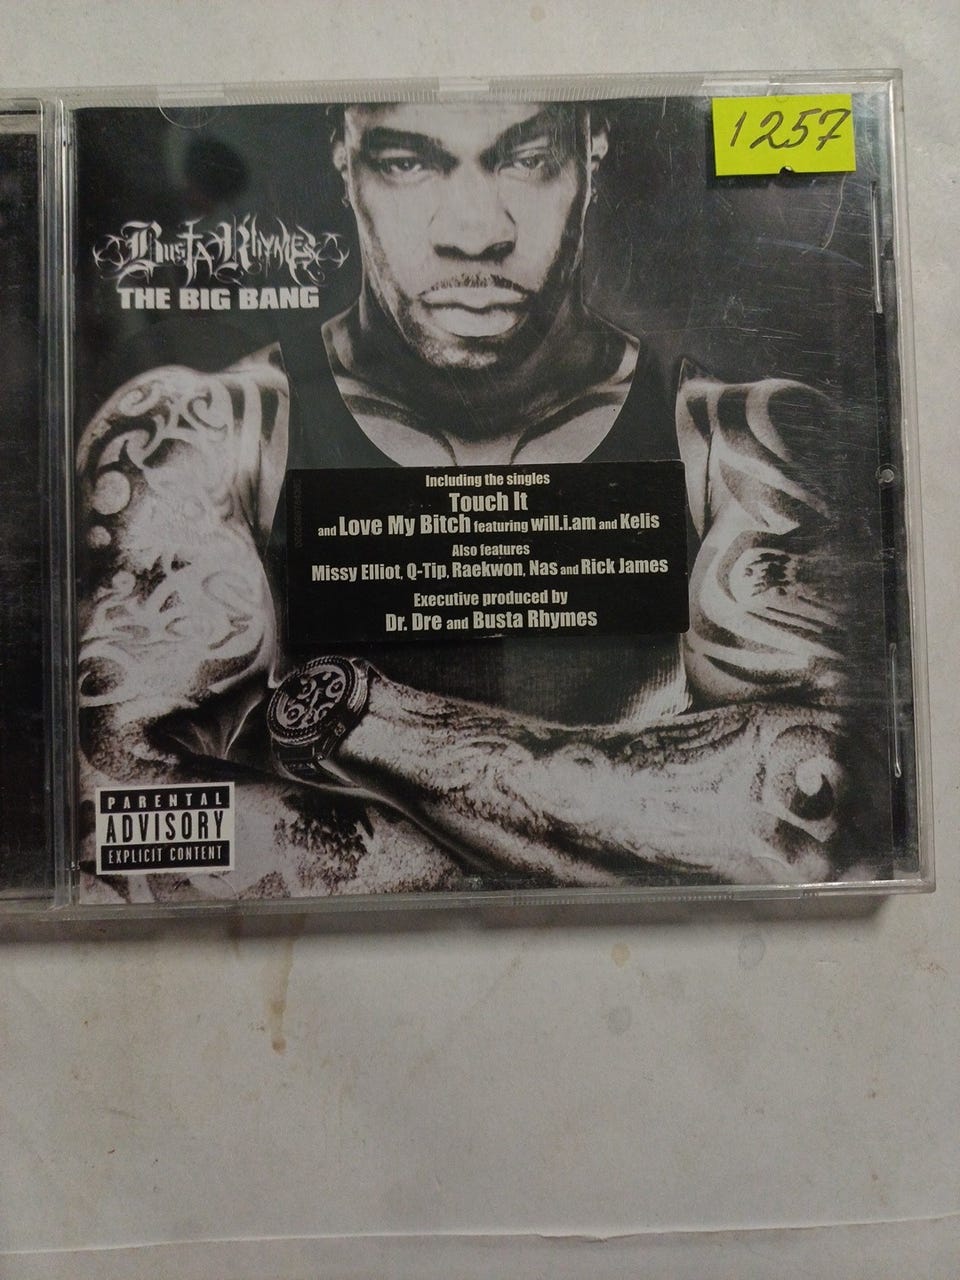 1257
Busta Rhymes
THE BIG BANG
Including the singles
Touch It
and Love My Bitch featuring will.i.am and Kelis
Also features
Missy Elliot, Q-Tip, Raekwon, Nas and Rick James
Executive produced by
Dr. Dre and Busta Rhymes
PARENTAL
ADVISORY
EXPLICIT CONTENT